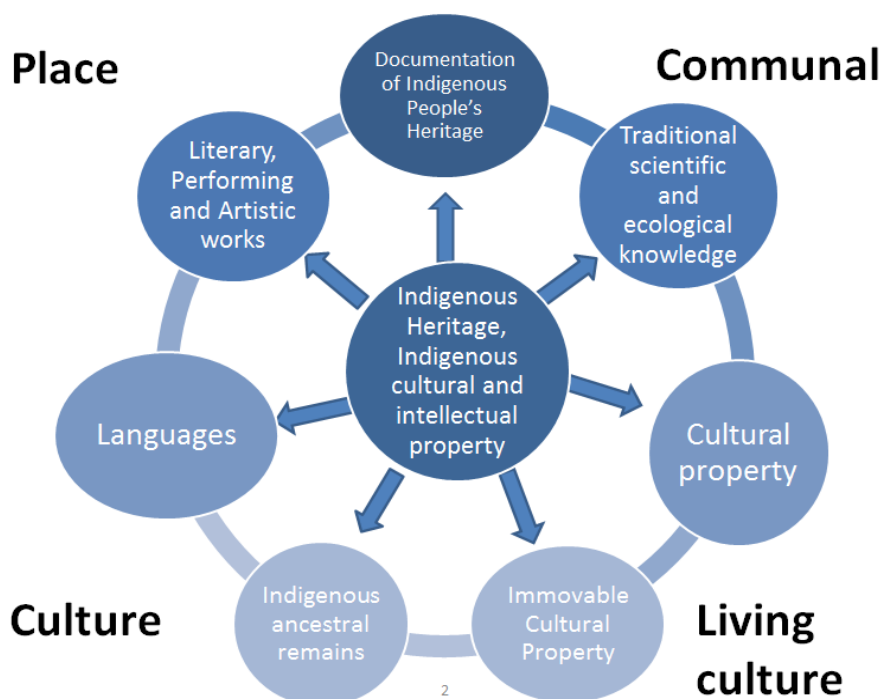 Place
Communal
Documentation
of Indigenous
People's
Heritage
Literary,
Performing
and Artistic
works
Traditional
scientific
and
ecological
knowledge
Indigenous
Heritage,
Indigenous
cultural and
intellectual
property
Languages
Cultural
property
Indigenous
ancestral
remains
Immovable
Cultural
Property
Culture
Living
culture
2